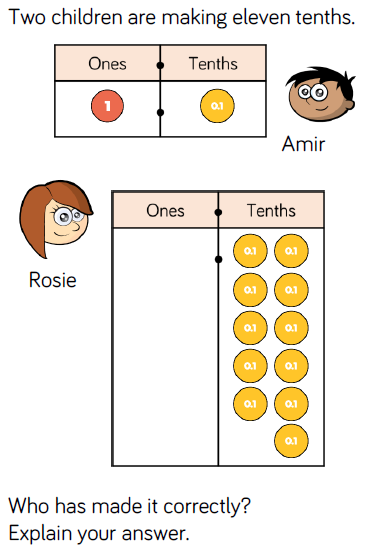 Two children are making eleven tenths.
Ones Tenths
1 0.1
Amir
Ones Tenths
0.1 0.1
0.1 0.1
Rosie
0.1 0.1
0.1 0.1
0.1 0.1
0.1
Who has made it correctly?
Explain your answer.